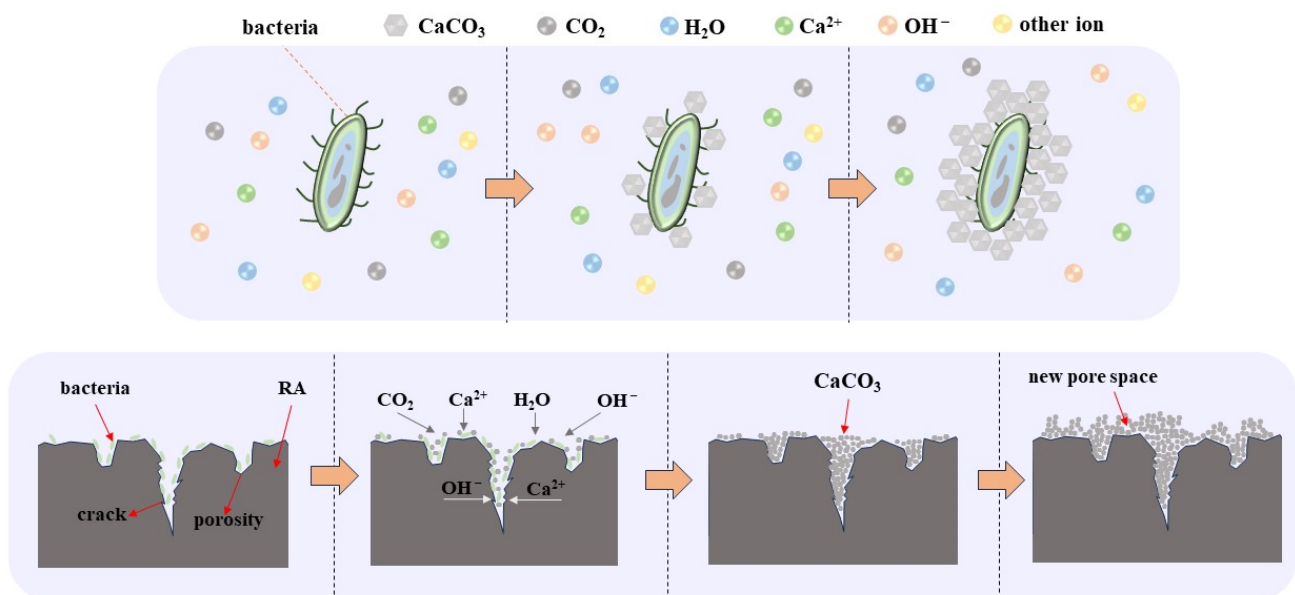 bacteria CaCO₃ CO₂ H₂O Ca²⁺ OH⁻ other ion
bacteria RA
crack porosity
CO₂ Ca²⁺ H₂O OH⁻
OH⁻ Ca²⁺
CaCO₃
new pore space